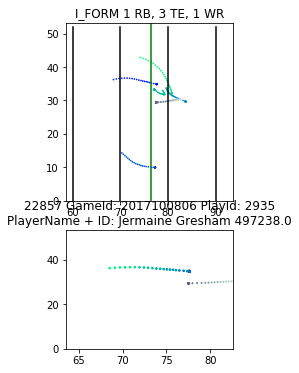 I_FORM 1 RB, 3 TE, 1 WR
50
40
30
20
10
0
60 70 80 90
22857 GameId: 2017100806 PlayId: 2935
PlayerName + ID: Jermaine Gresham 497238.0
40
20
0
65 70 75 80